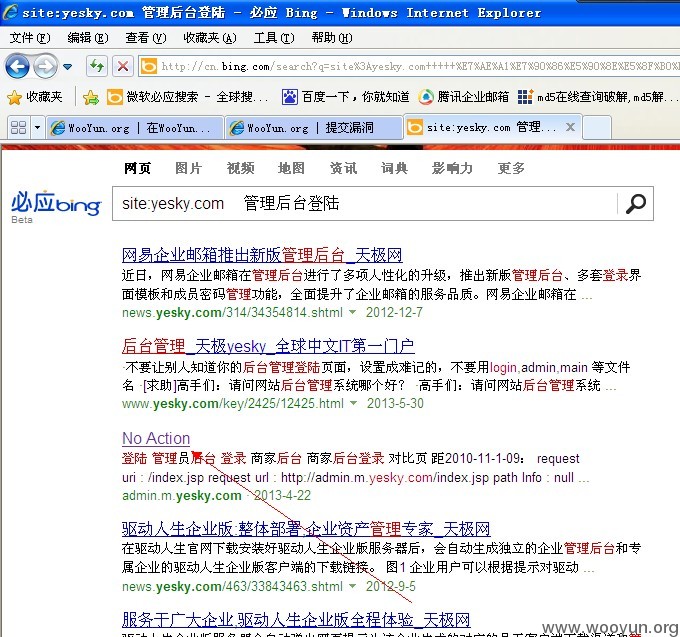 site:yesky.com 管理后台登陆 - 必应 Bing - Windows Internet Explorer
文件(F) 编辑(E) 查看(V) 收藏夹(A) 工具(T) 帮助(H)
http://cn.bing.com/search?q=site%3Ayesky.com+++++%E7%AE%A1%E7%90%86%E5%90%8E%E5%8F%B0%
收藏夹 微软必应搜索 - 全球搜... 百度一下，你就知道 腾讯企业邮箱 md5在线查询破解,md5解...
WooYun.org | 在WooYun... WooYun.org | 提交漏洞 site:yesky.com 管理...
网页 图片 视频 地图 资讯 词典 影响力 更多
必应bing
Beta
site:yesky.com 管理后台登陆
网易企业邮箱推出新版管理后台_天极网
近日，网易企业邮箱在管理后台进行了多项人性化的升级，推出新版管理后台、多套登录界
面模板和成员密码管理功能，全面提升了企业邮箱的服务品质。网易企业邮箱在 ...
news.yesky.com/314/34354814.shtml 2012-12-7
后台管理_天极yesky_全球中文IT第一门户
·不要让别人知道你的后台管理登陆页面，设置成难记的，不要用login,admin,main 等文件
名 ·[求助]高手们：请问网站后台管理系统哪个好？ ·高手们：请问网站后台管理系统 ...
www.yesky.com/key/2425/12425.html 2013-5-30
No Action
登陆 管理员后台 登录 商家后台 商家后台登录 对比页 距2010-11-1-09： request
uri : /index.jsp request url : http://admin.m.yesky.com/index.jsp path Info : null ...
admin.m.yesky.com · 2013-4-22
驱动人生企业版:整体部署,企业资产管理专家_天极网
在驱动人生官网下载安装好驱动人生企业版服务器后，会自动生成独立的企业管理后台和专
属企业的驱动人生企业版客户端的下载链接。 图1 企业用户可以根据提示对驱动 ...
news.yesky.com/463/33843463.shtml 2012-9-5
服务于广大企业,驱动人生企业版全程体验_天极网
www.wooyun.org